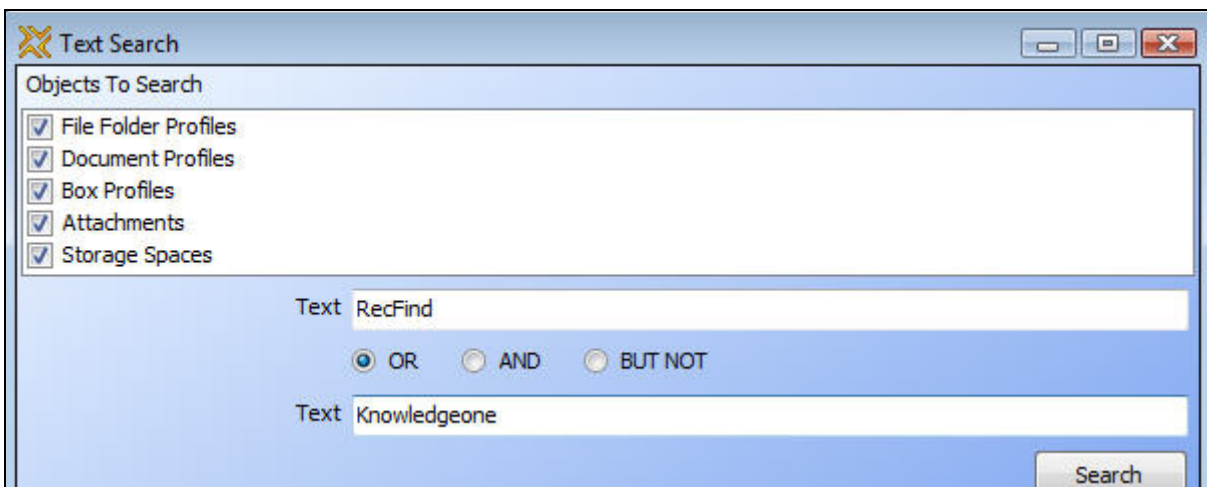 Text Search
Objects To Search
File Folder Profiles
Document Profiles
Box Profiles
Attachments
Storage Spaces
Text RecFind
OR AND BUT NOT
Text Knowledgeone
Search